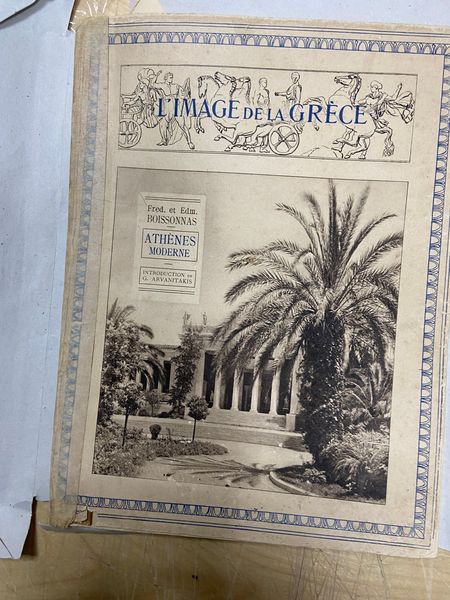 L'IMAGE DE LA GRÈCE
Fred. et Edm.
BOISSONNAS
ATHÈNES
MODERNE
INTRODUCTION DE
G. ARVANITAKIS